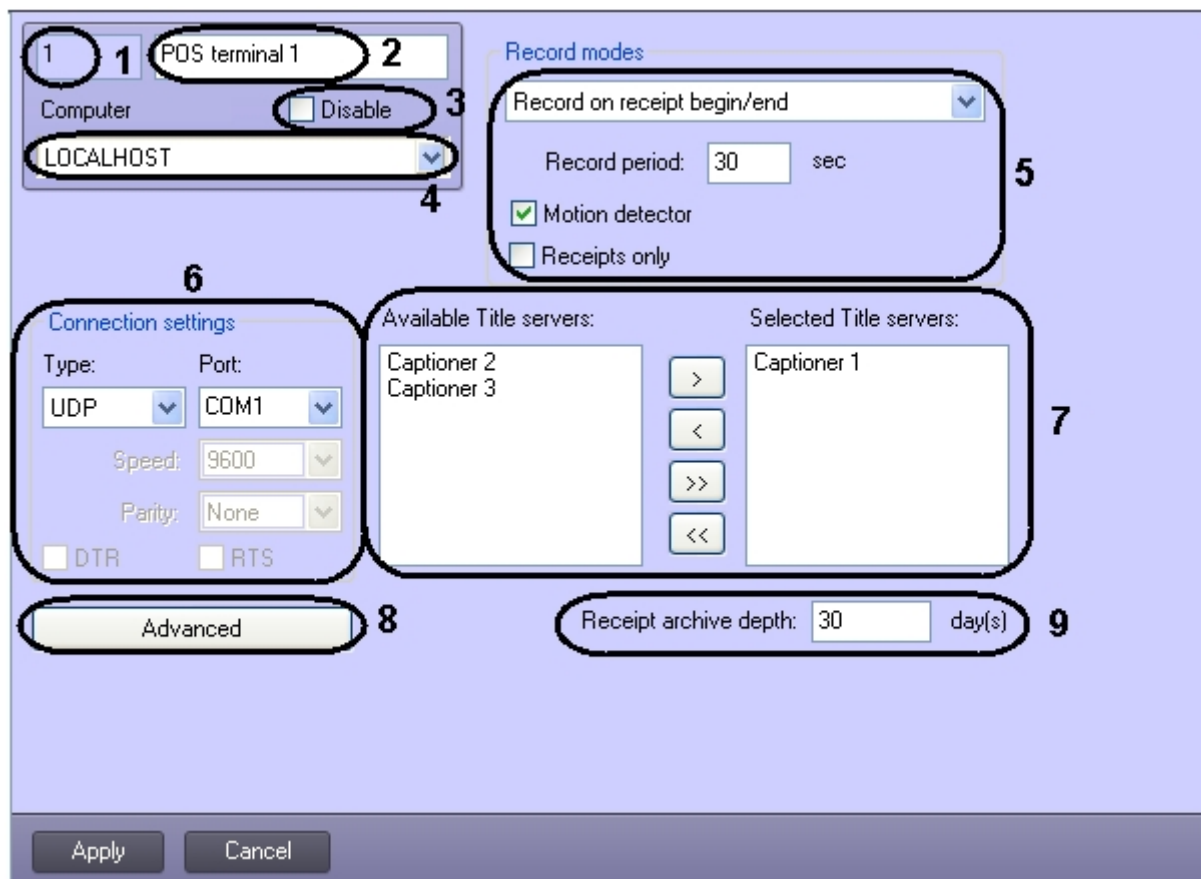 1 1 POS terminal 1 2
Computer Disable 3
LOCALHOST
4
Record modes
Record on receipt begin/end
Record period: 30 sec
5
Motion detector
Receipts only
6
Connection settings
Type: Port:
UDP COM1
Speed: 9600
Parity: None
DTR RTS
Available Title servers: Selected Title servers:
Captioner 2 > Captioner 1
Captioner 3
<
7
>>
<<
Advanced 8
Receipt archive depth: 30 day(s) 9
Apply Cancel